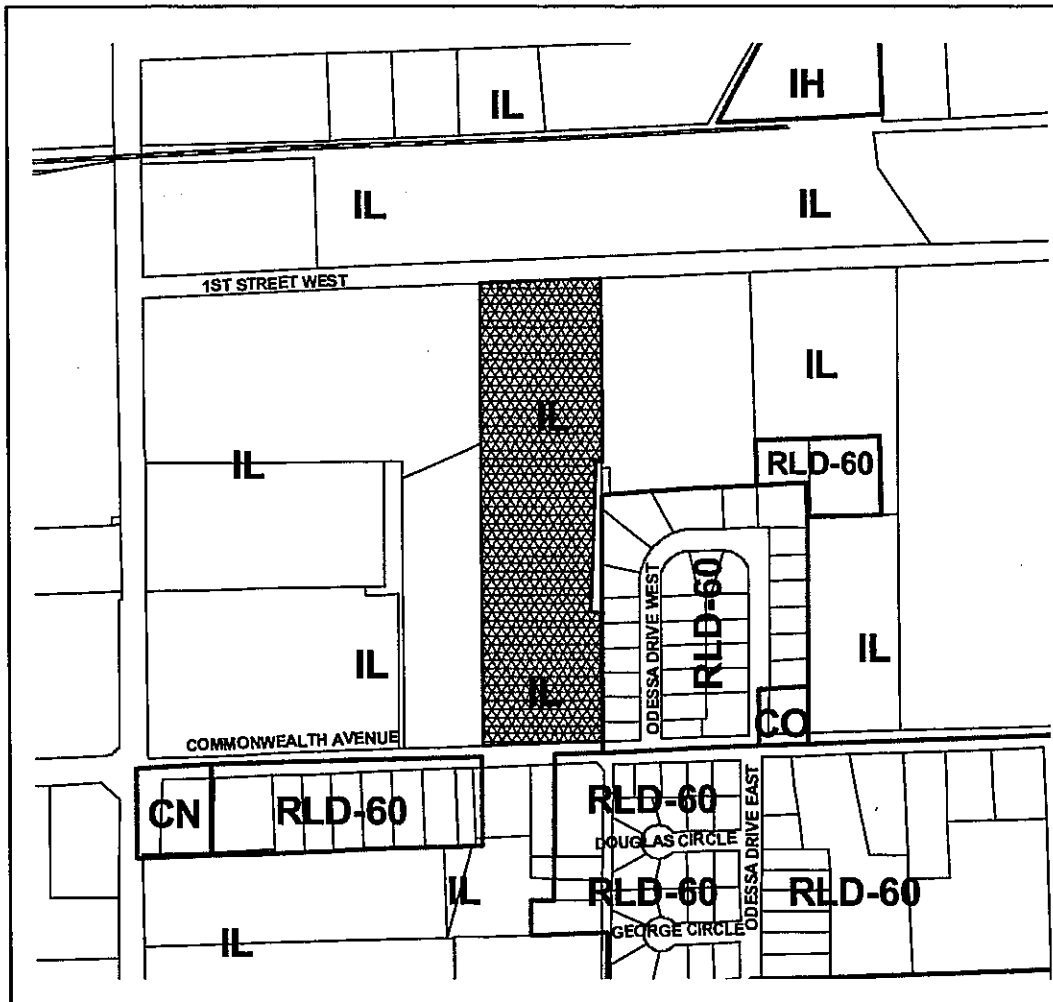 IH
IL
IL
IL
1ST STREET WEST
IL
IL
IL
RLD-60
ODESSA DRIVE WEST
RLD-60
IL
IL
IL
CO
COMMONWEALTH AVENUE
CN
RLD-60
RLD-60
ODESSA DRIVE EAST
DOUGLAS CIRCLE
IL
RLD-60
RLD-60
GEORGE CIRCLE
IL